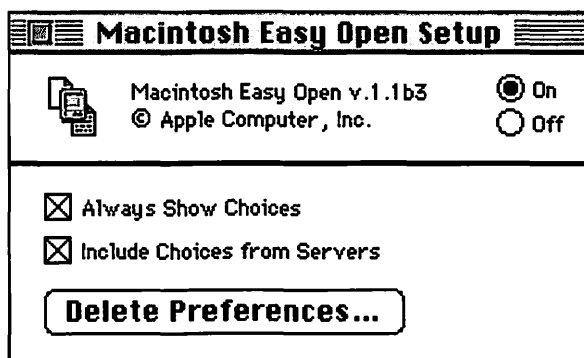 Macintosh Easy Open Setup
Macintosh Easy Open v.1.1b3
© Apple Computer, Inc.
On
Off
Always Show Choices
Include Choices from Servers
Delete Preferences...